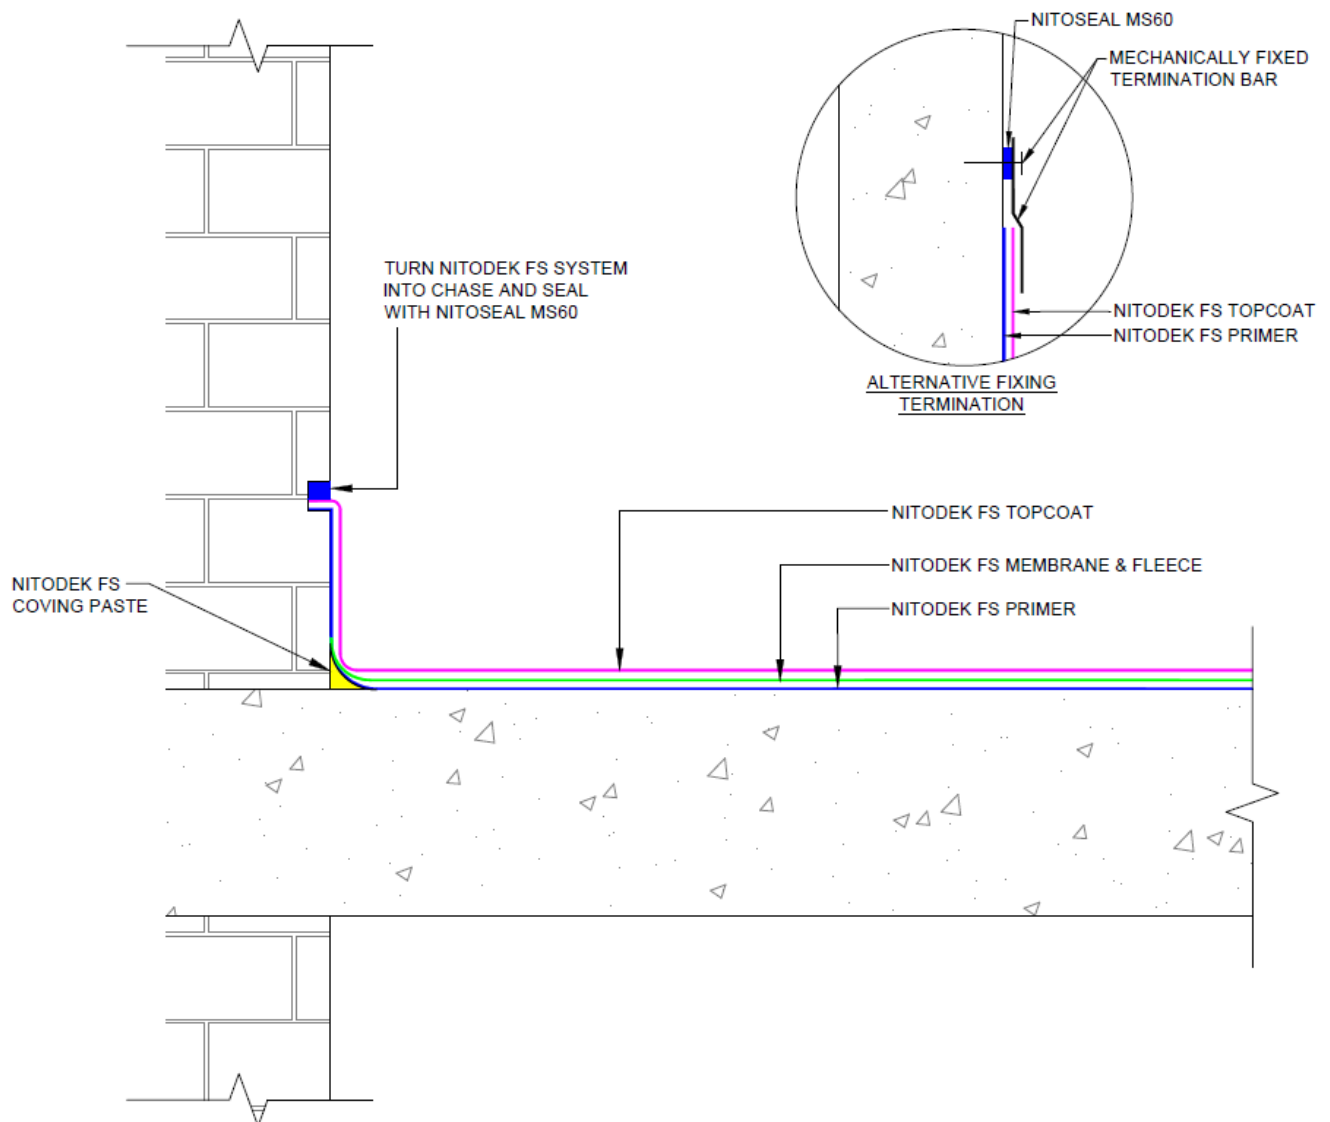 NITOSEAL MS60
MECHANICALLY FIXED
TERMINATION BAR
NITODEK FS TOPCOAT
NITODEK FS PRIMER
ALTERNATIVE FIXING
TERMINATION
TURN NITODEK FS SYSTEM
INTO CHASE AND SEAL
WITH NITOSEAL MS60
NITODEK FS TOPCOAT
NITODEK FS MEMBRANE & FLEECE
NITODEK FS PRIMER
NITODEK FS
COVING PASTE